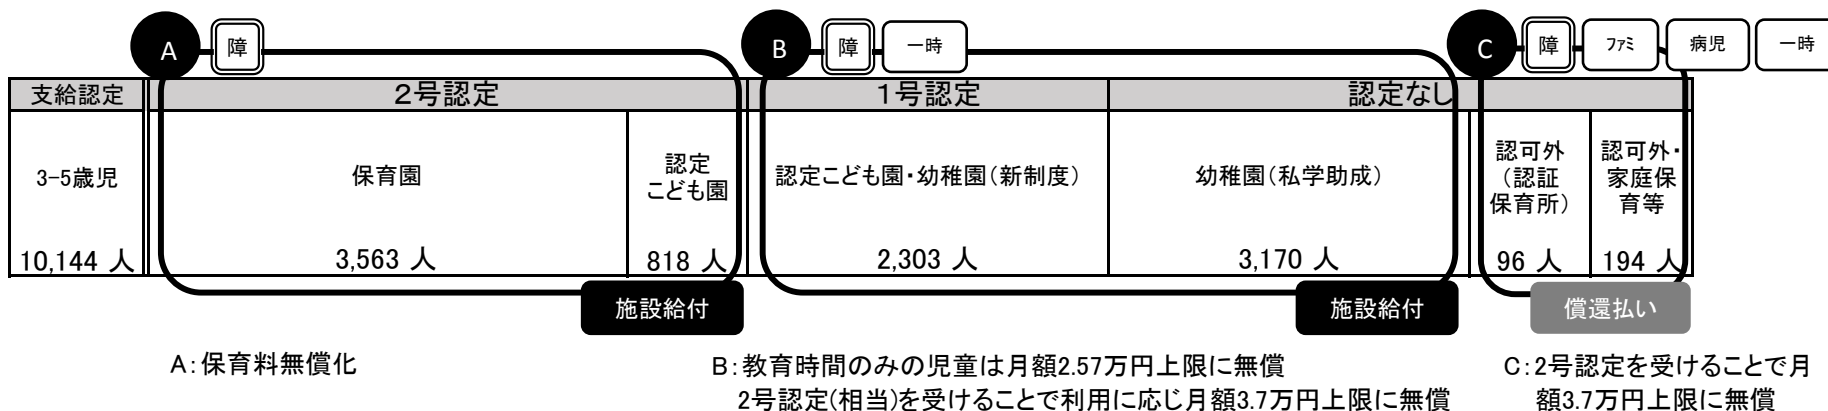 A 障 B 障 一時 C 障 ﾌｧﾐ 病児 一時
支給認定 2号認定 1号認定 認定なし
3-5歳児 保育園 認定 こども園 認定こども園・幼稚園(新制度) 幼稚園(私学助成) 認可外 (認証 保育所) 認可外・ 家庭保 育等
10,144 人 3,563 人 818 人 2,303 人 3,170 人 96 人 194 人
施設給付 施設給付 償還払い
A:保育料無償化
B:教育時間のみの児童は月額2.57万円上限に無償
2号認定(相当)を受けることで利用に応じ月額3.7万円上限に無償
C:2号認定を受けることで月
額3.7万円上限に無償